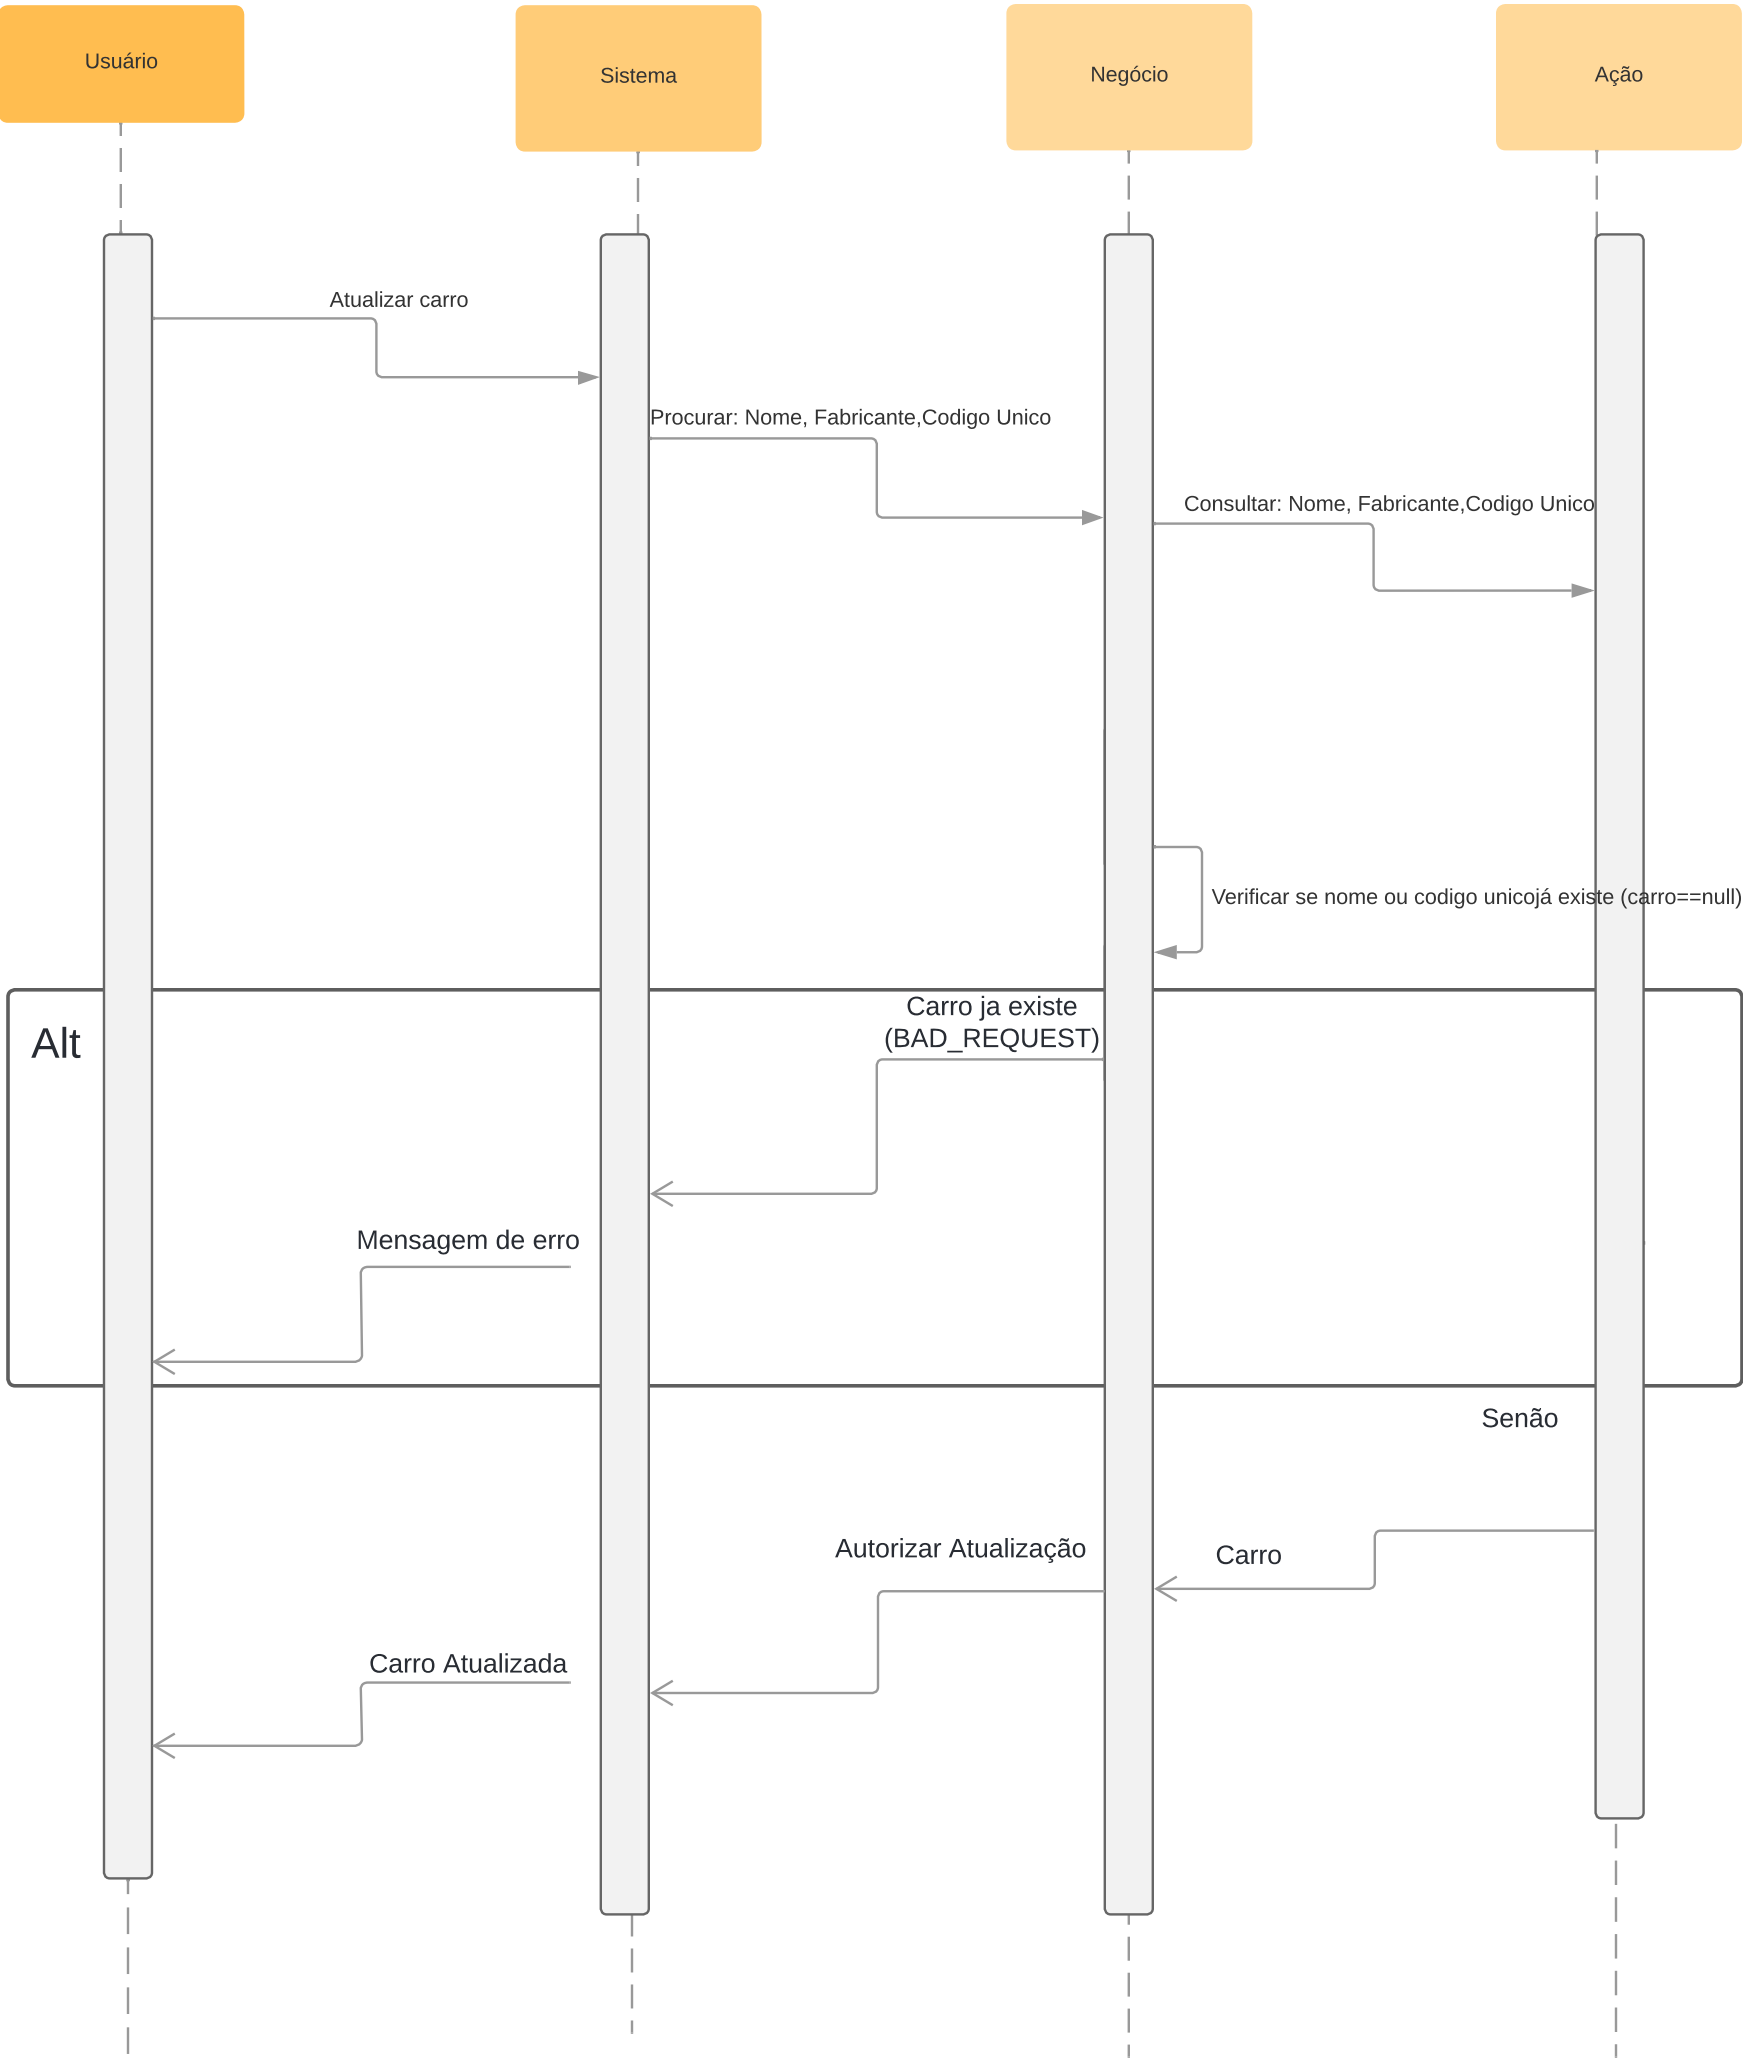 Usuário
Sistema
Negócio
Ação
Atualizar carro
Procurar: Nome, Fabricante,Codigo Unico
Consultar: Nome, Fabricante,Codigo Unico
Verificar se nome ou codigo unicojá existe (carro==null)
Alt
Carro ja existe
(BAD_REQUEST)
Mensagem de erro
Senão
Carro
Autorizar Atualização
Carro Atualizada